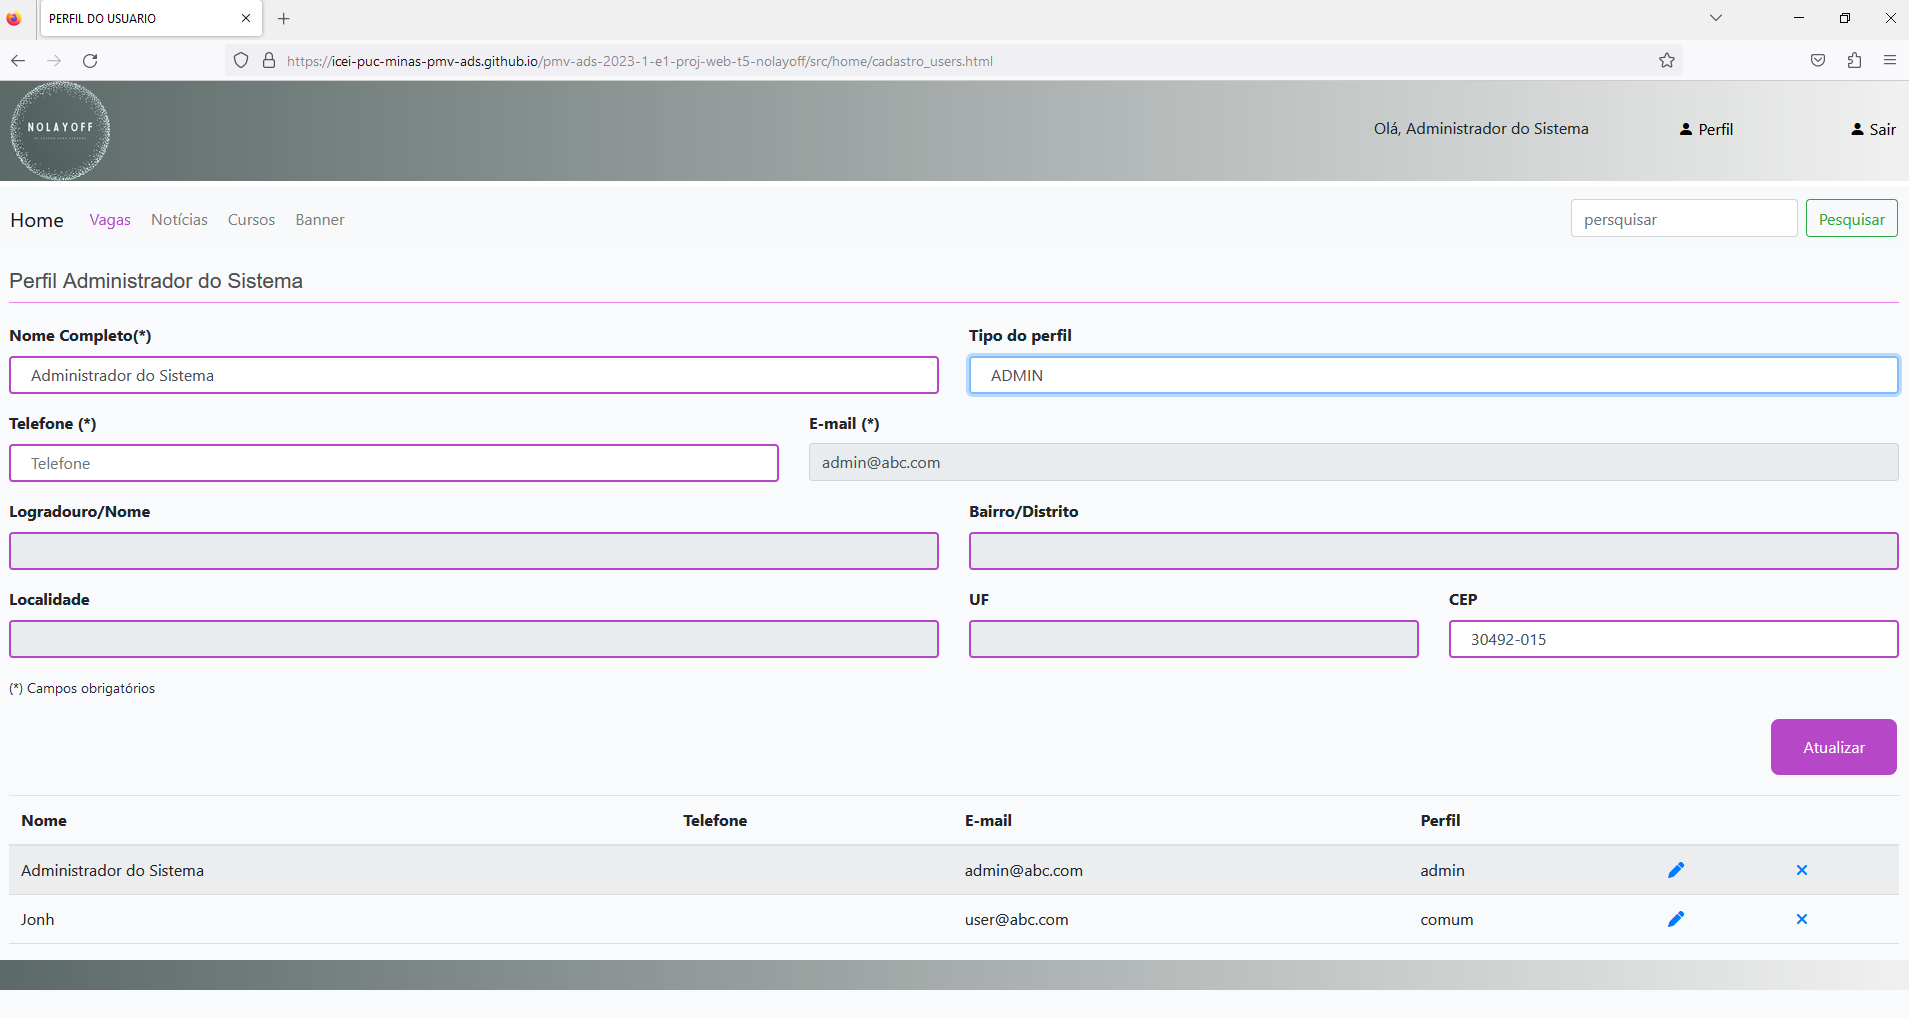 PERFIL DO USUARIO
https://icei-puc-minas-pmv-ads.github.io/pmv-ads-2023-1-e1-proj-web-t5-nolayoff/src/home/cadastro_users.html
NOLAYOFF
Olá, Administrador do Sistema
Perfil
Sair
Home Vagas Notícias Cursos Banner
persquisar
Pesquisar
Perfil Administrador do Sistema
Nome Completo(*) Tipo do perfil
Administrador do Sistema ADMIN
Telefone (*) E-mail (*)
Telefone admin@abc.com
Logradouro/Nome Bairro/Distrito
Localidade UF CEP
30492-015
(*) Campos obrigatórios
Atualizar
Nome Telefone E-mail Perfil
Administrador do Sistema admin@abc.com admin
Jonh user@abc.com comum